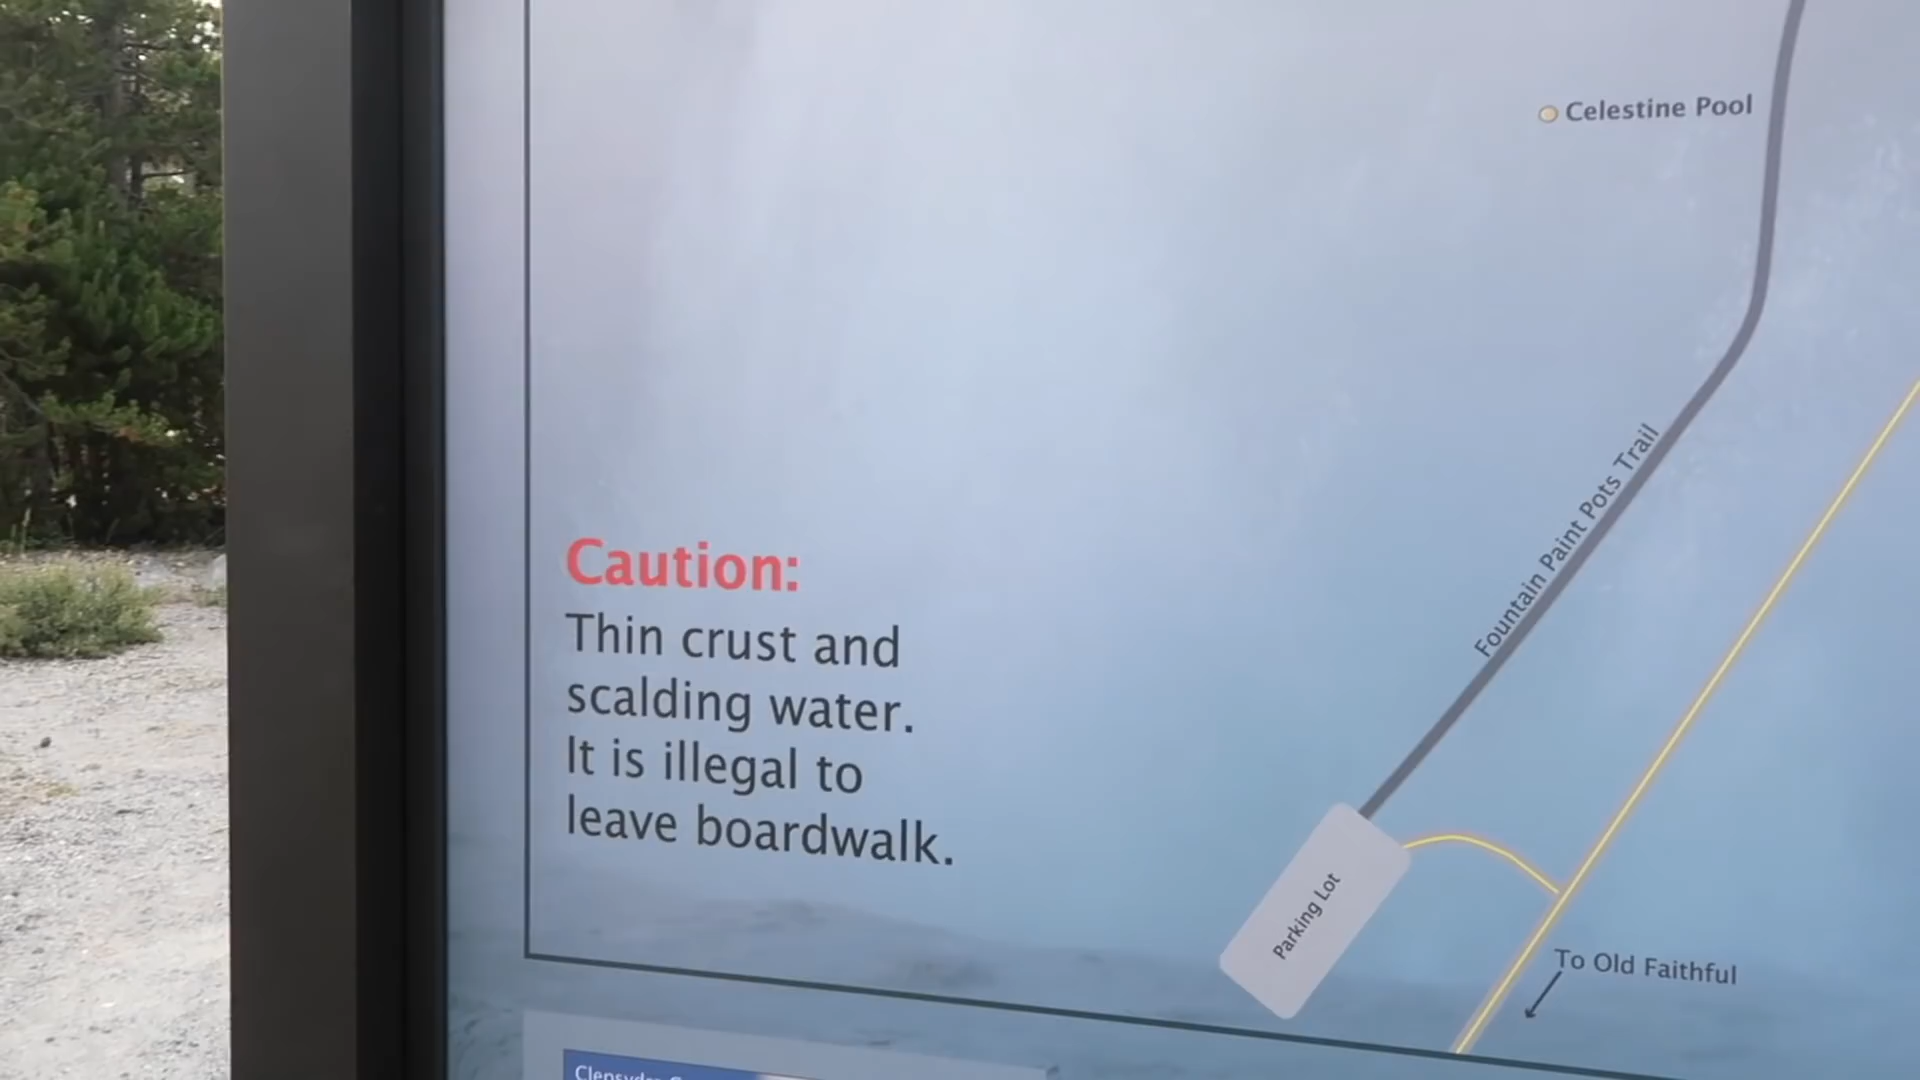 Celestine Pool
Fountain Paint Pots Trail
Caution:
Thin crust and
scalding water.
It is illegal to
leave boardwalk.
Parking Lot
To Old Faithful